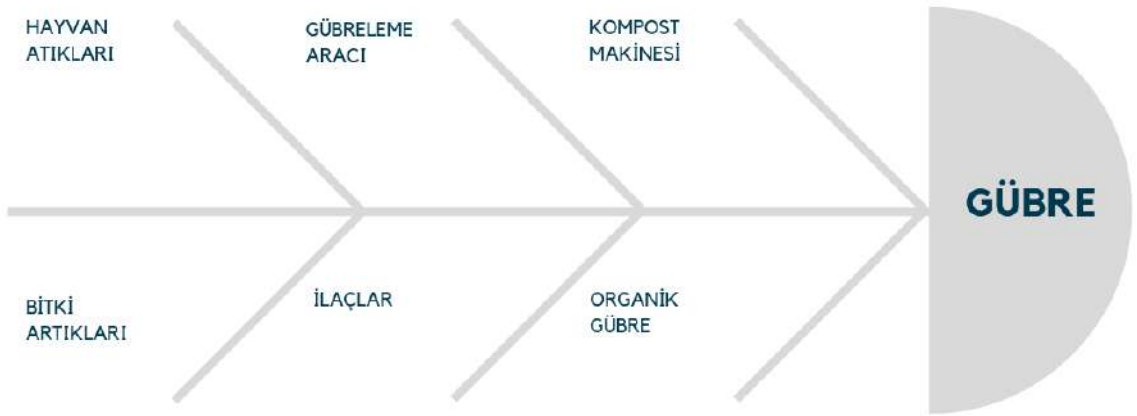 HAYVAN
ATIKLARI
GÜBRELEME
ARACI
KOMPOST
MAKİNESİ
GÜBRE
BİTKİ
ARTIKLARI
İLAÇLAR
ORGANİK
GÜBRE